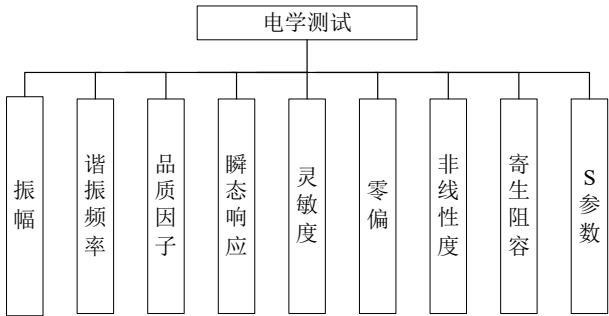 电学测试
振幅
谐振频率
品质因子
瞬态响应
灵敏度
零偏
非线性度
寄生阻容
S参数